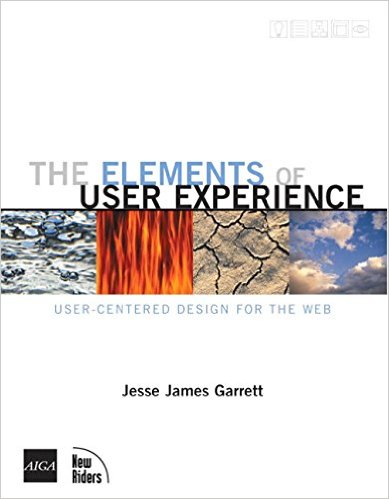 THE ELEMENTS OF
USER EXPERIENCE
USER-CENTERED DESIGN FOR THE WEB
Jesse James Garrett
AIGA
New
Riders